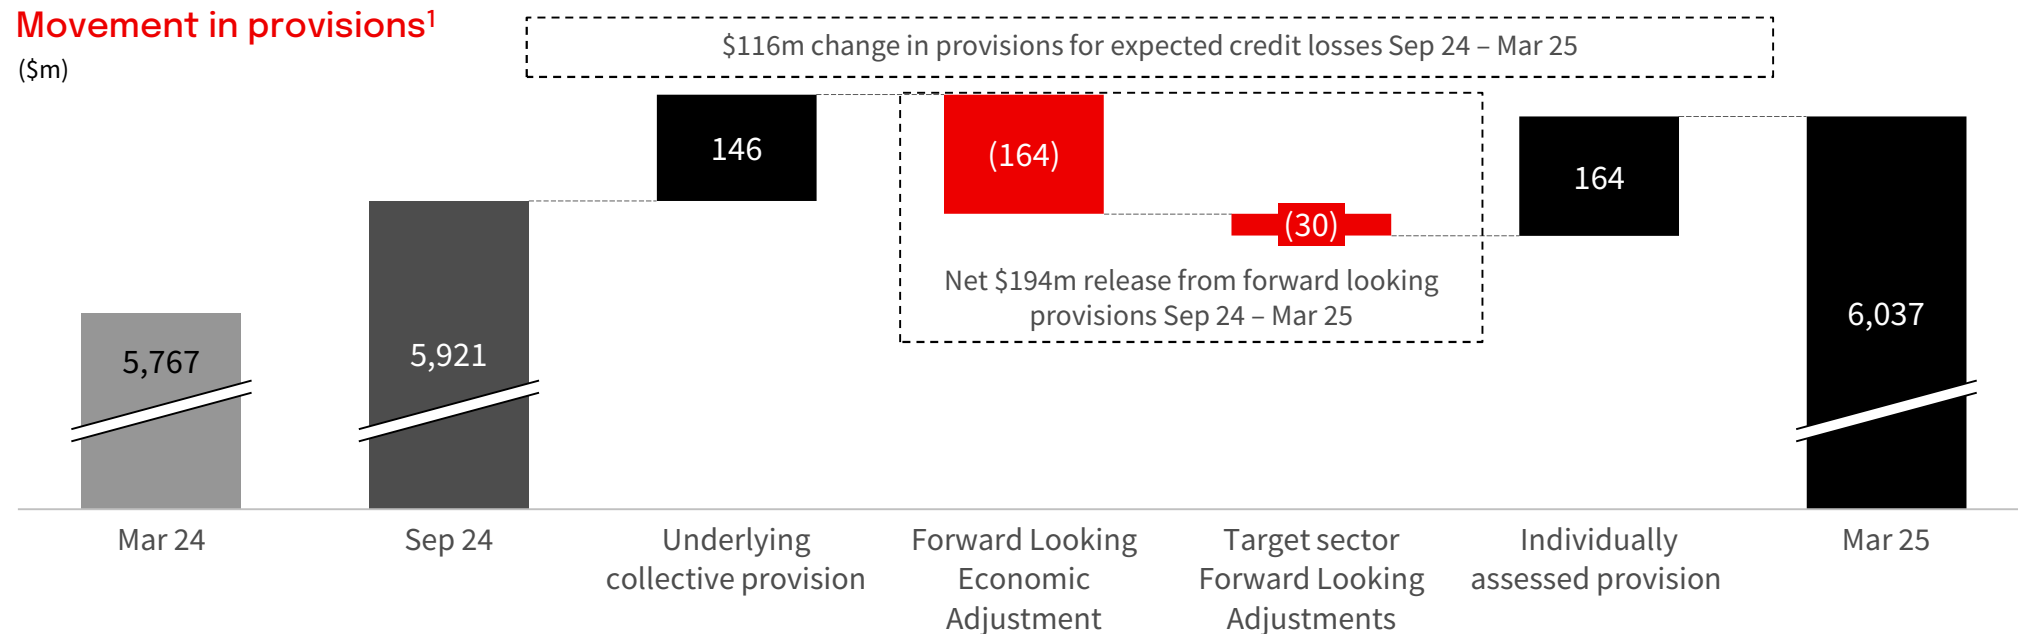 Movement in provisions1
($m)
$116m change in provisions for expected credit losses Sep 24 – Mar 25
146
(164)
(30)
164
Net $194m release from forward looking
provisions Sep 24 – Mar 25
5,767
5,921
6,037
Mar 24
Sep 24
Underlying
collective provision
Forward Looking
Economic
Adjustment
Target sector
Forward Looking
Adjustments
Individually
assessed provision
Mar 25